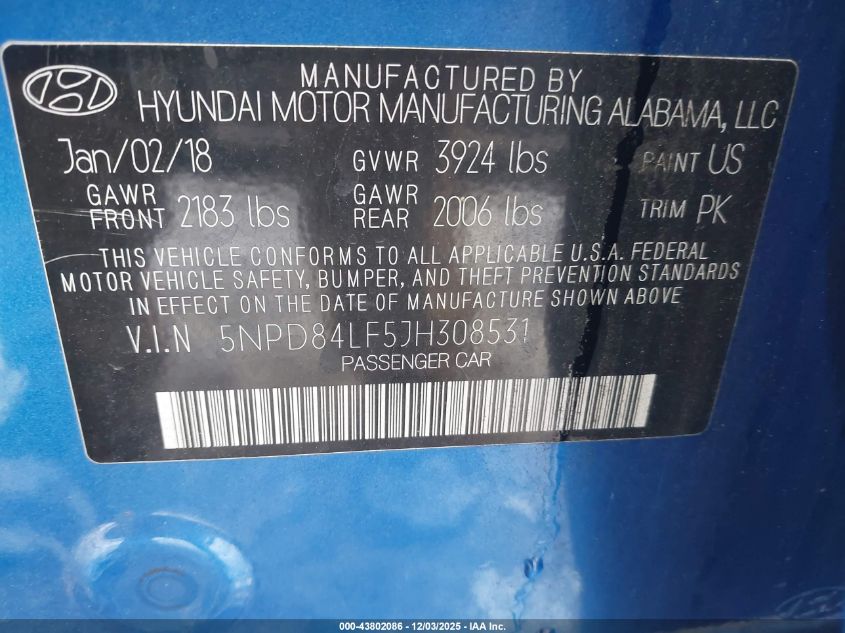 MANUFACTURED BY
HYUNDAI MOTOR MANUFACTURING ALABAMA, LLC
Jan/02/18 GVWR 3924 lbs PAINT US
GAWR FRONT 2183 lbs GAWR REAR 2006 lbs TRIM PK
THIS VEHICLE CONFORMS TO ALL APPLICABLE U.S.A. FEDERAL
MOTOR VEHICLE SAFETY, BUMPER, AND THEFT PREVENTION STANDARDS
IN EFFECT ON THE DATE OF MANUFACTURE SHOWN ABOVE
V.I.N 5NPD84LF5JH308531
PASSENGER CAR
000-43802086 - 12/03/2025 - IAA Inc.